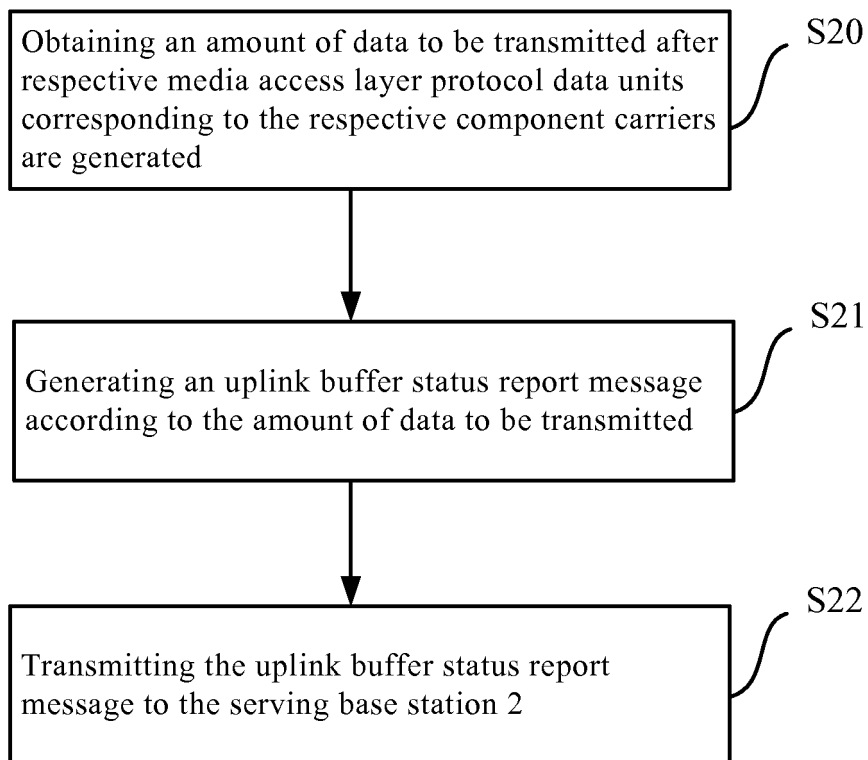 Obtaining an amount of data to be transmitted after
respective media access layer protocol data units
corresponding to the respective component carriers
are generated
S20
Generating an uplink buffer status report message
according to the amount of data to be transmitted
S21
Transmitting the uplink buffer status report
message to the serving base station 2
S22